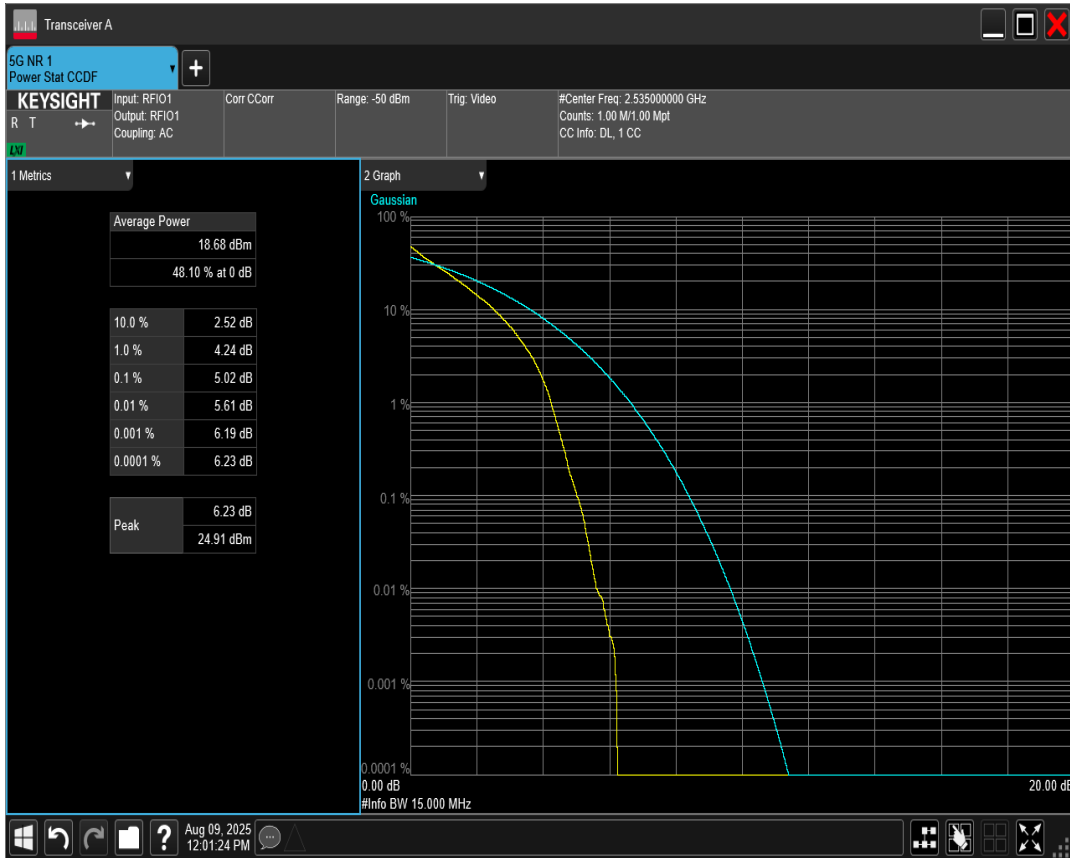 Transceiver A
5G NR 1
Power Stat CCDF
KEYSIGHT
R T
LXI
Input: RFIO1
Output: RFIO1
Coupling: AC
Corr CCorr
Range: -50 dBm
Trig: Video
#Center Freq: 2.535000000 GHz
Counts: 1.00 M/1.00 Mpt
CC Info: DL, 1 CC
1 Metrics
Average Power
18.68 dBm
48.10 % at 0 dB
10.0 % 2.52 dB
1.0 % 4.24 dB
0.1 % 5.02 dB
0.01 % 5.61 dB
0.001 % 6.19 dB
0.0001 % 6.23 dB
Peak
6.23 dB
24.91 dBm
2 Graph
Gaussian
100 %
10 %
1 %
0.1 %
0.01 %
0.001 %
0.0001 %
0.00 dB 20.00 dB
#Info BW 15.000 MHz
? Aug 09, 2025
12:01:24 PM